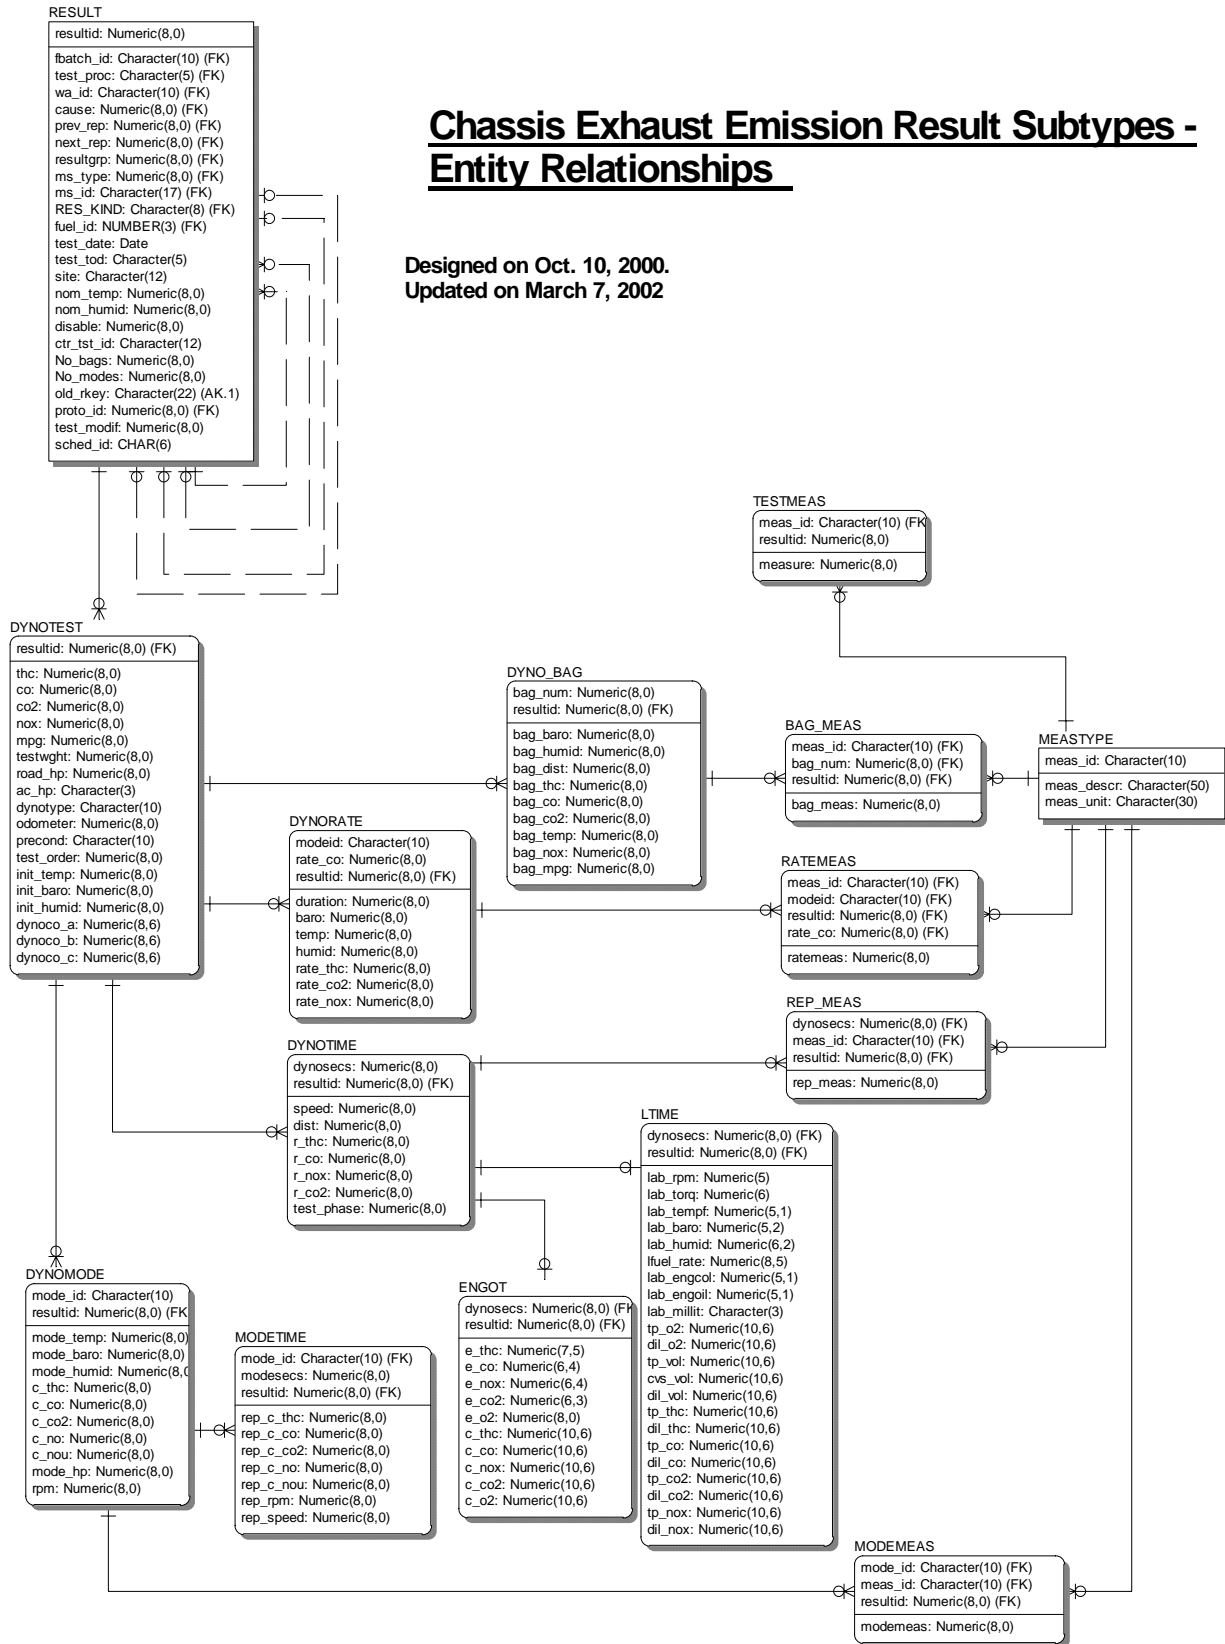 RESULT
resultid: Numeric(8,0)
fbatch_id: Character(10) (FK)
test_proc: Character(5) (FK)
wa_id: Character(10) (FK)
cause: Numeric(8,0) (FK)
prev_rep: Numeric(8,0) (FK)
next_rep: Numeric(8,0) (FK)
resultgrp: Numeric(8,0) (FK)
ms_type: Numeric(8,0) (FK)
ms_id: Character(17) (FK)
RES_KIND: Character(8) (FK)
fuel_id: NUMBER(3) (FK)
test_date: Date
test_tod: Character(5)
site: Character(12)
nom_temp: Numeric(8,0)
nom_humid: Numeric(8,0)
disable: Numeric(8,0)
ctr_tst_id: Character(12)
No_bags: Numeric(8,0)
No_modes: Numeric(8,0)
old_rkey: Character(22) (AK.1)
proto_id: Numeric(8,0) (FK)
test_modif: Numeric(8,0)
sched_id: CHAR(6)
Chassis Exhaust Emission Result Subtypes -
Entity Relationships
Designed on Oct. 10, 2000.
Updated on March 7, 2002
TESTMEAS
meas_id: Character(10) (FK
resultid: Numeric(8,0)
measure: Numeric(8,0)
DYNOTEST
resultid: Numeric(8,0) (FK)
thc: Numeric(8,0)
co: Numeric(8,0)
co2: Numeric(8,0)
nox: Numeric(8,0)
mpg: Numeric(8,0)
testwght: Numeric(8,0)
road_hp: Numeric(8,0)
ac_hp: Character(3)
dynotype: Character(10)
odometer: Numeric(8,0)
precond: Character(10)
test_order: Numeric(8,0)
init_temp: Numeric(8,0)
init_baro: Numeric(8,0)
init_humid: Numeric(8,0)
dynoco_a: Numeric(8,6)
dynoco_b: Numeric(8,6)
dynoco_c: Numeric(8,6)
DYNO_BAG
bag_num: Numeric(8,0)
resultid: Numeric(8,0) (FK)
bag_baro: Numeric(8,0)
bag_humid: Numeric(8,0)
bag_dist: Numeric(8,0)
bag_thc: Numeric(8,0)
bag_co: Numeric(8,0)
bag_co2: Numeric(8,0)
bag_temp: Numeric(8,0)
bag_nox: Numeric(8,0)
bag_mpg: Numeric(8,0)
BAG_MEAS
meas_id: Character(10) (FK)
bag_num: Numeric(8,0) (FK)
resultid: Numeric(8,0) (FK)
bag_meas: Numeric(8,0)
MEASTYPE
meas_id: Character(10)
meas_descr: Character(50)
meas_unit: Character(30)
DYNORATE
modeid: Character(10)
rate_co: Numeric(8,0)
resultid: Numeric(8,0) (FK)
duration: Numeric(8,0)
baro: Numeric(8,0)
temp: Numeric(8,0)
humid: Numeric(8,0)
rate_thc: Numeric(8,0)
rate_co2: Numeric(8,0)
rate_nox: Numeric(8,0)
RATEMEAS
meas_id: Character(10) (FK)
modeid: Character(10) (FK)
resultid: Numeric(8,0) (FK)
rate_co: Numeric(8,0) (FK)
ratemeas: Numeric(8,0)
REP_MEAS
dynosecs: Numeric(8,0) (FK)
meas_id: Character(10) (FK)
resultid: Numeric(8,0) (FK)
rep_meas: Numeric(8,0)
DYNOTIME
dynosecs: Numeric(8,0)
resultid: Numeric(8,0) (FK)
speed: Numeric(8,0)
dist: Numeric(8,0)
r_thc: Numeric(8,0)
r_co: Numeric(8,0)
r_nox: Numeric(8,0)
r_co2: Numeric(8,0)
test_phase: Numeric(8,0)
LTIME
dynosecs: Numeric(8,0) (FK)
resultid: Numeric(8,0) (FK)
lab_rpm: Numeric(5)
lab_torq: Numeric(6)
lab_tempf: Numeric(5,1)
lab_baro: Numeric(5,2)
lab_humid: Numeric(6,2)
lfuel_rate: Numeric(8,5)
lab_engcol: Numeric(5,1)
lab_engoil: Numeric(5,1)
lab_millit: Character(3)
tp_o2: Numeric(10,6)
dil_o2: Numeric(10,6)
tp_vol: Numeric(10,6)
cvs_vol: Numeric(10,6)
dil_vol: Numeric(10,6)
tp_thc: Numeric(10,6)
dil_thc: Numeric(10,6)
tp_co: Numeric(10,6)
dil_co: Numeric(10,6)
tp_co2: Numeric(10,6)
dil_co2: Numeric(10,6)
tp_nox: Numeric(10,6)
dil_nox: Numeric(10,6)
DYNOMODE
mode_id: Character(10)
resultid: Numeric(8,0) (FK
mode_temp: Numeric(8,0)
mode_baro: Numeric(8,0)
mode_humid: Numeric(8,0
c_thc: Numeric(8,0)
c_co: Numeric(8,0)
c_co2: Numeric(8,0)
c_no: Numeric(8,0)
c_nou: Numeric(8,0)
mode_hp: Numeric(8,0)
rpm: Numeric(8,0)
MODETIME
mode_id: Character(10) (FK)
modesecs: Numeric(8,0)
resultid: Numeric(8,0) (FK)
rep_c_thc: Numeric(8,0)
rep_c_co: Numeric(8,0)
rep_c_co2: Numeric(8,0)
rep_c_no: Numeric(8,0)
rep_c_nou: Numeric(8,0)
rep_rpm: Numeric(8,0)
rep_speed: Numeric(8,0)
ENGOT
dynosecs: Numeric(8,0) (FK
resultid: Numeric(8,0) (FK)
e_thc: Numeric(7,5)
e_co: Numeric(6,4)
e_nox: Numeric(6,4)
e_co2: Numeric(6,3)
e_o2: Numeric(8,0)
c_thc: Numeric(10,6)
c_co: Numeric(10,6)
c_nox: Numeric(10,6)
c_co2: Numeric(10,6)
c_o2: Numeric(10,6)
MODEMEAS
mode_id: Character(10) (FK)
meas_id: Character(10) (FK)
resultid: Numeric(8,0) (FK)
modemeas: Numeric(8,0)